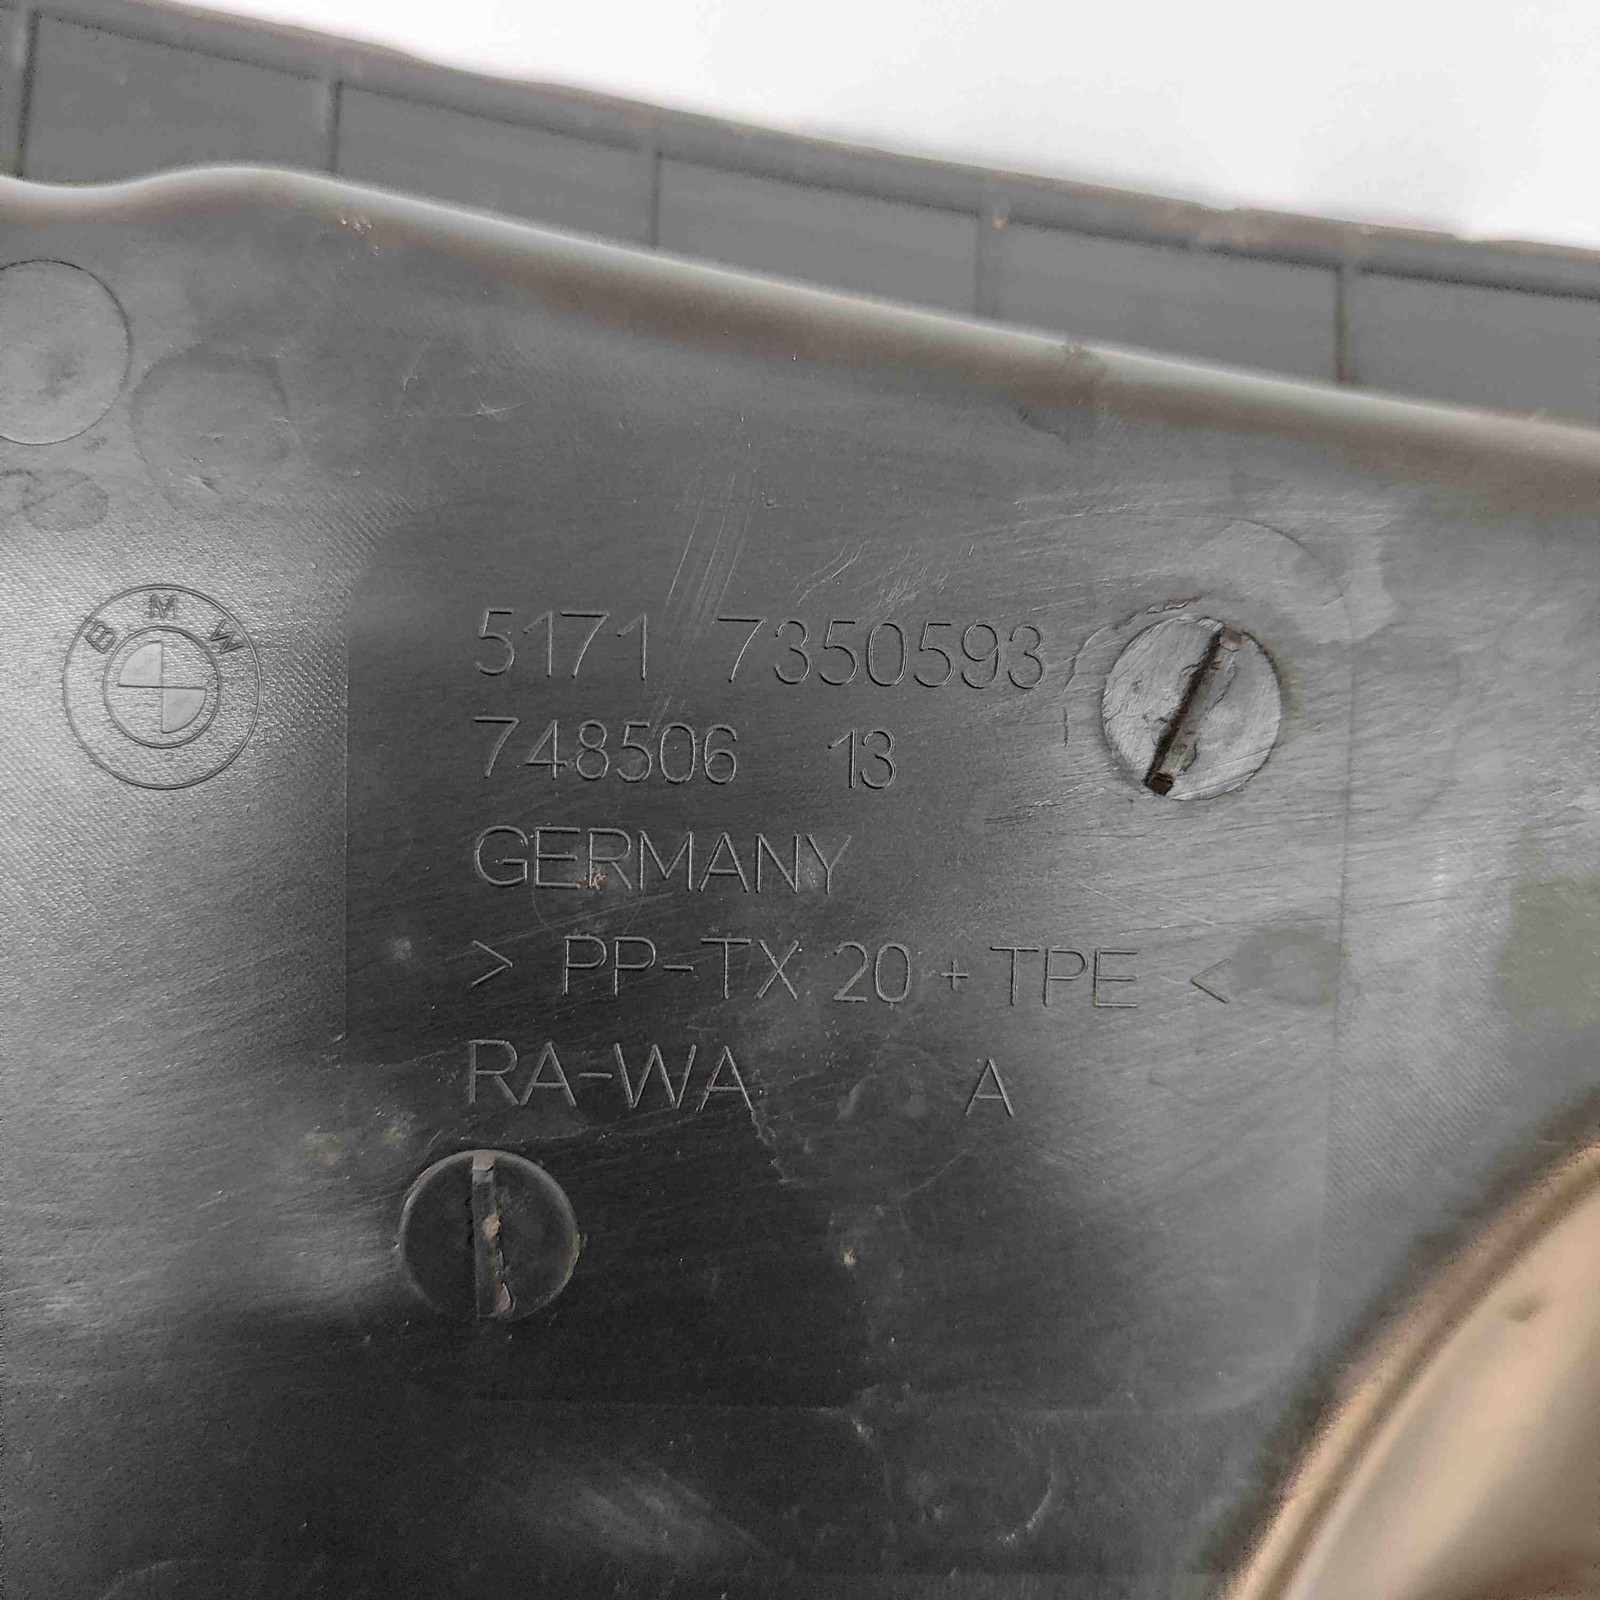 BMW
5171 7350593
748506 13
GERMANY
> PP-TX 20 + TPE <
RA-WA A